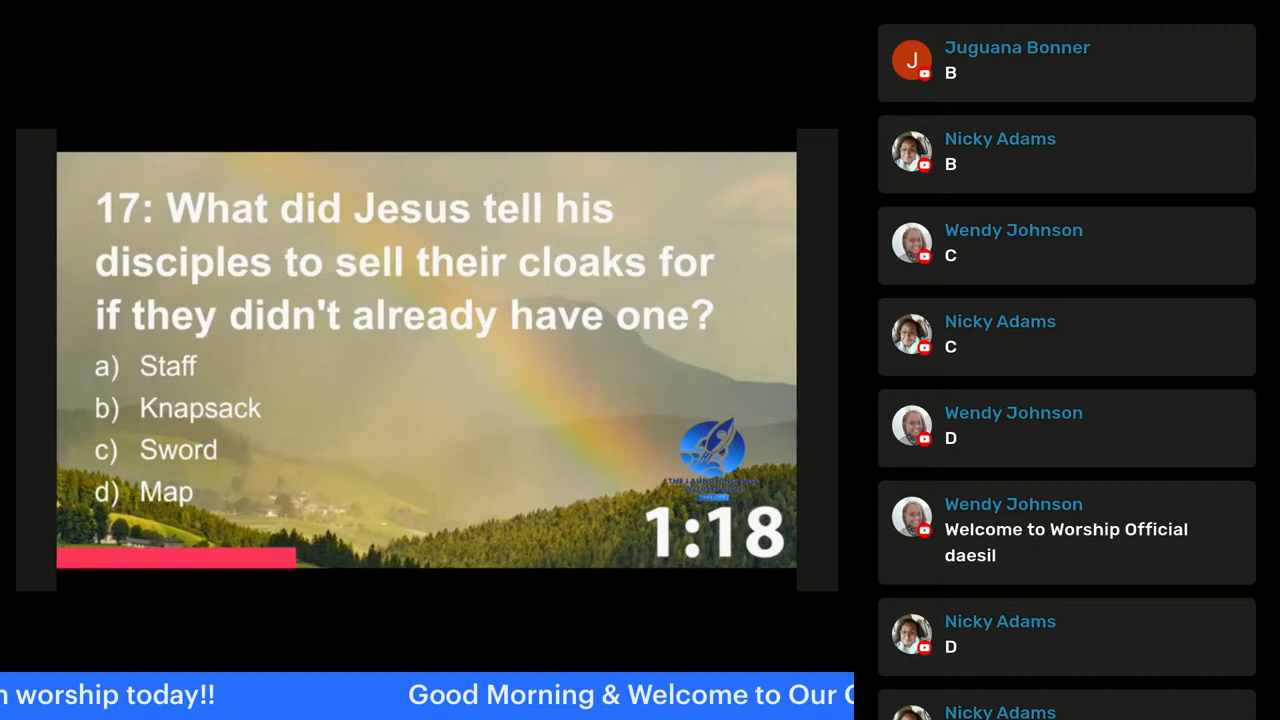 17: What did Jesus tell his
disciples to sell their cloaks for
if they didn't already have one?
a) Staff
b) Knapsack
c) Sword
d) Map
TAKE OFF!
1:18
n worship today!!
Good Morning & Welcome to Our
J
Juguana Bonner
B
Nicky Adams
B
Wendy Johnson
C
Nicky Adams
C
Wendy Johnson
D
Wendy Johnson
Welcome to Worship Official
daesil
Nicky Adams
D
Nicky Adams